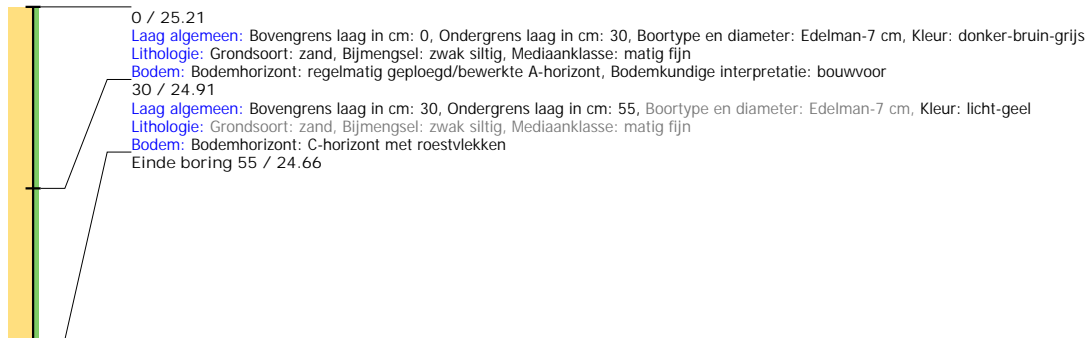 0 / 25.21
Laag algemeen: Bovengrens laag in cm: 0, Ondergrens laag in cm: 30, Boortype en diameter: Edelman-7 cm, Kleur: donker-bruin-grijs
Lithologie: Grondsoort: zand, Bijmengsel: zwak siltig, Mediaanklasse: matig fijn
Bodem: Bodemhorizont: regelmatig geploegd/bewerkte A-horizont, Bodemkundige interpretatie: bouwvoor
30 / 24.91
Laag algemeen: Bovengrens laag in cm: 30, Ondergrens laag in cm: 55, Boortype en diameter: Edelman-7 cm, Kleur: licht-geel
Lithologie: Grondsoort: zand, Bijmengsel: zwak siltig, Mediaanklasse: matig fijn
Bodem: Bodemhorizont: C-horizont met roestvlekken
Einde boring 55 / 24.66